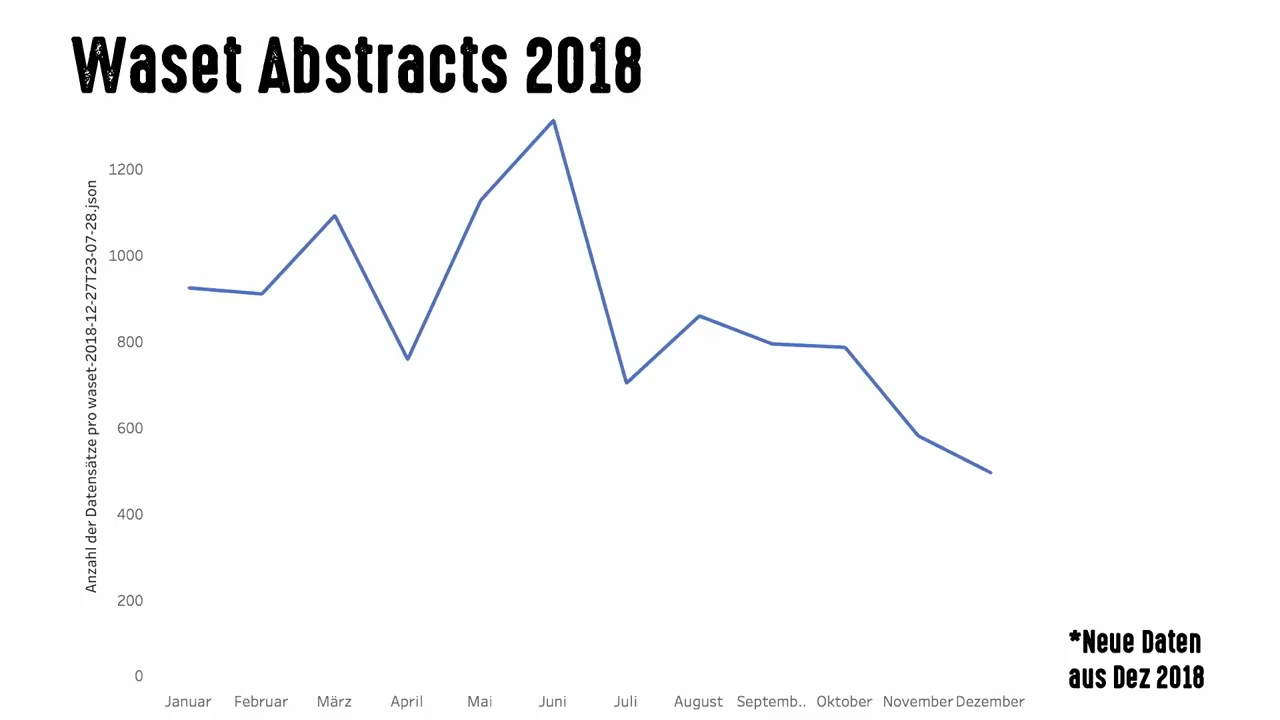 Waset Abstracts 2018
Anzahl der Datensätze pro waset-2018-12-27T23-07-28.json
1200
1000
800
600
400
200
0
Januar Februar März April Mai Juni Juli August Septemb.. Oktober November Dezember
*Neue Daten
aus Dez 2018